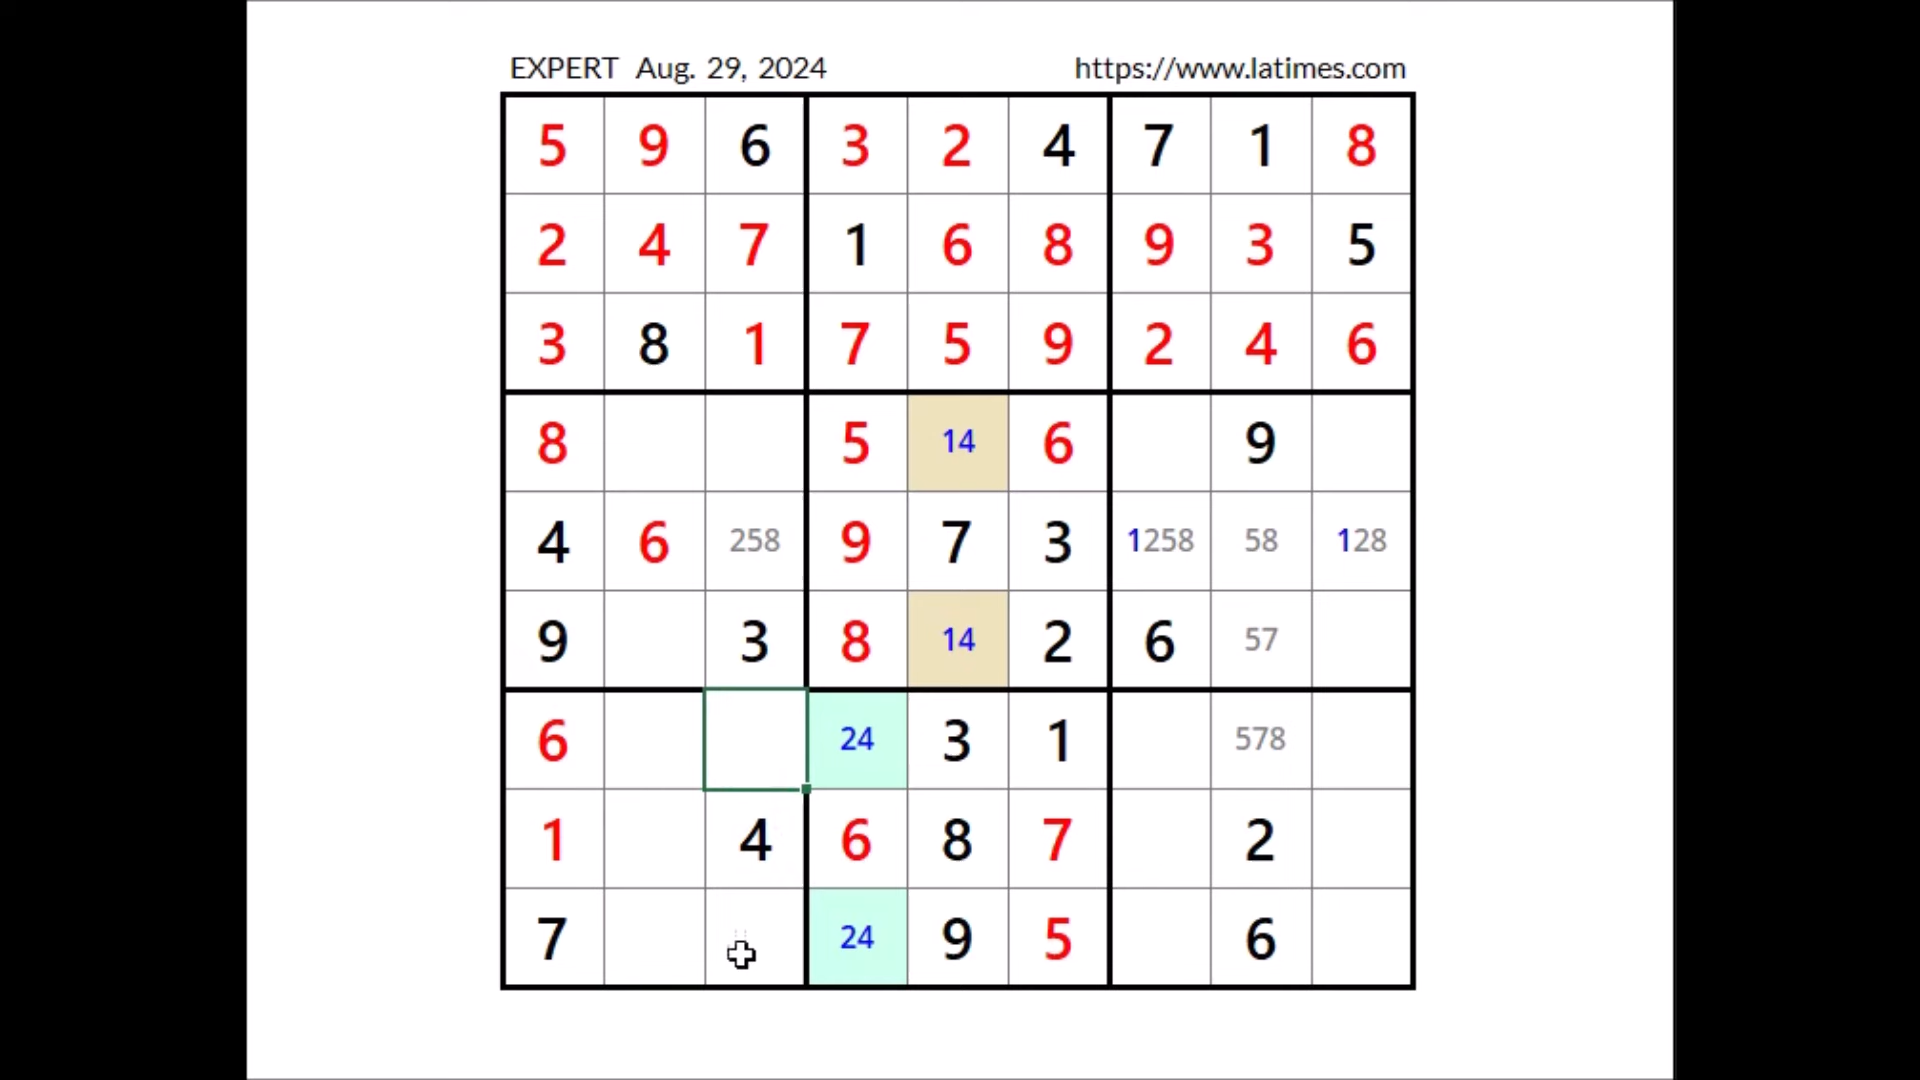 EXPERT Aug. 29, 2024 https://www.latimes.com
5 9 6 3 2 4 7 1 8
2 4 7 1 6 8 9 3 5
3 8 1 7 5 9 2 4 6
8 5 14 6 9
4 6 258 9 7 3 1258 58 128
9 3 8 14 2 6 57
6 24 3 1 578
1 4 6 8 7 2
7 24 9 5 6